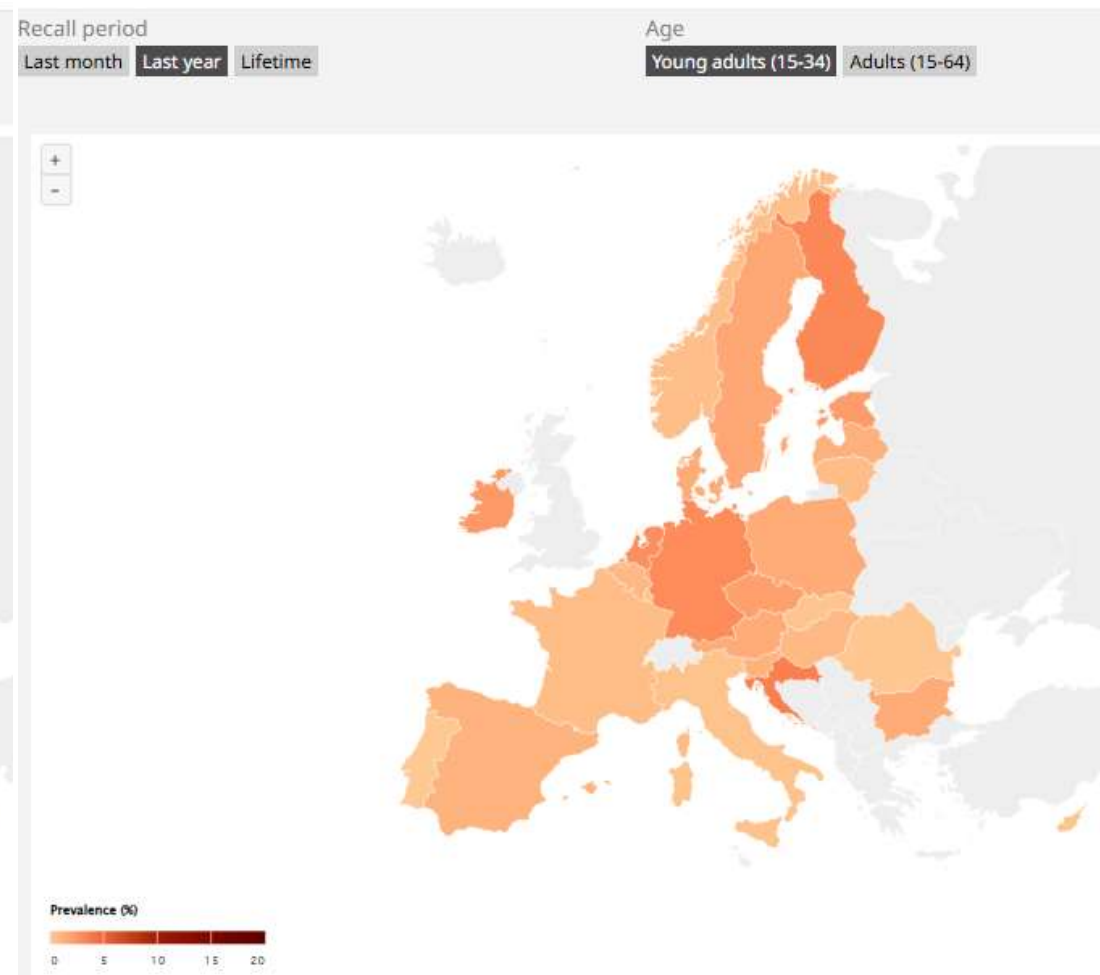 Recall period
Age
Last month Last year Lifetime
Young adults (15-34) Adults (15-64)
+
-
Prevalence (%)
0 5 10 15 20